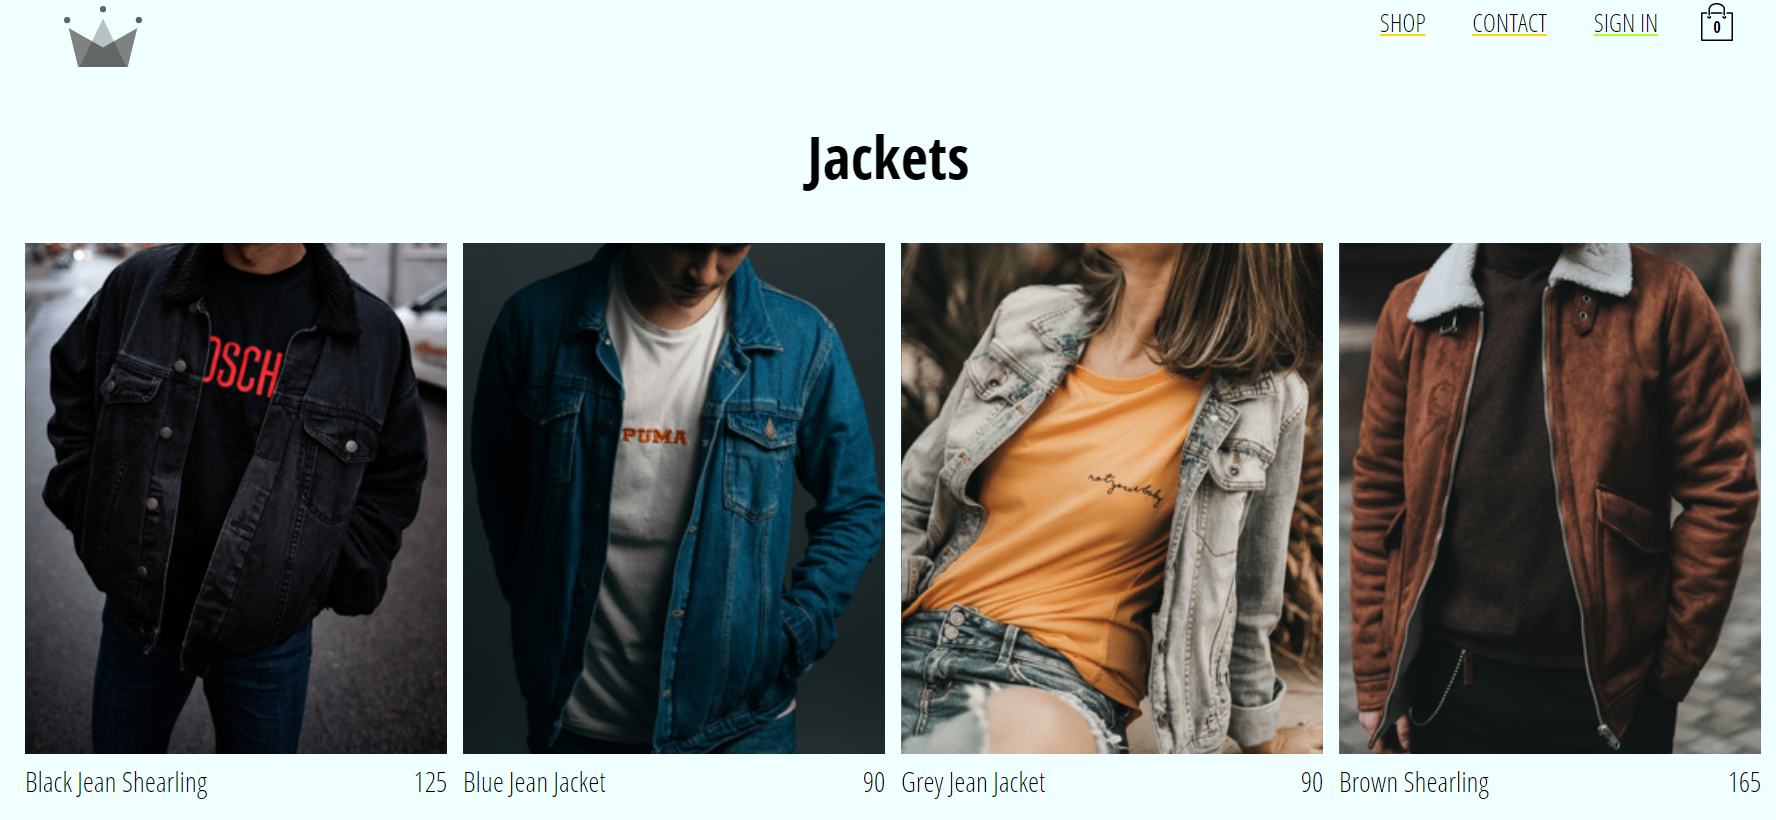 SHOP CONTACT SIGN IN 0
Jackets
OSCH
PUMA
notyourbaby
Black Jean Shearling 125
Blue Jean Jacket 90
Grey Jean Jacket 90
Brown Shearling 165